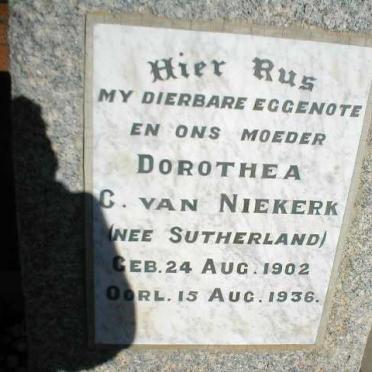 Hier Rus
MY DIERBARE EGGENOTE
EN ONS MOEDER
DOROTHEA
C. VAN NIEKERK
(NEE SUTHERLAND)
GEB. 24 AUG. 1902
OORL. 15 AUG. 1936.